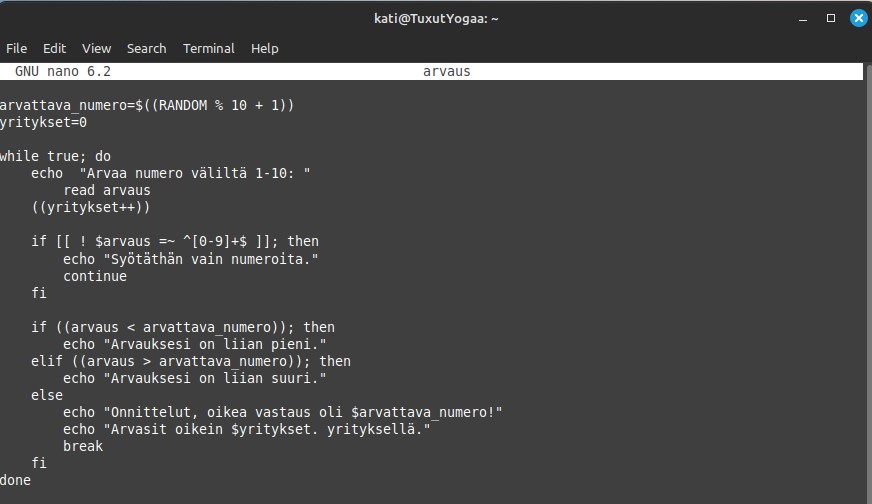 kati@TuxutYogaa: ~
File Edit View Search Terminal Help
GNU nano 6.2 arvaus
arvattava_numero=$((RANDOM % 10 + 1))
yritykset=0
while true; do
    echo  "Arvaa numero väliltä 1-10: "
        read arvaus
    ((yritykset++))
    if [[ ! $arvaus =~ ^[0-9]+$ ]]; then
        echo "Syötäthän vain numeroita."
        continue
    fi
    if ((arvaus < arvattava_numero)); then
        echo "Arvauksesi on liian pieni."
    elif ((arvaus > arvattava_numero)); then
        echo "Arvauksesi on liian suuri."
    else
        echo "Onnittelut, oikea vastaus oli $arvattava_numero!"
        echo "Arvasit oikein $yritykset. yrityksellä."
        break
    fi
done